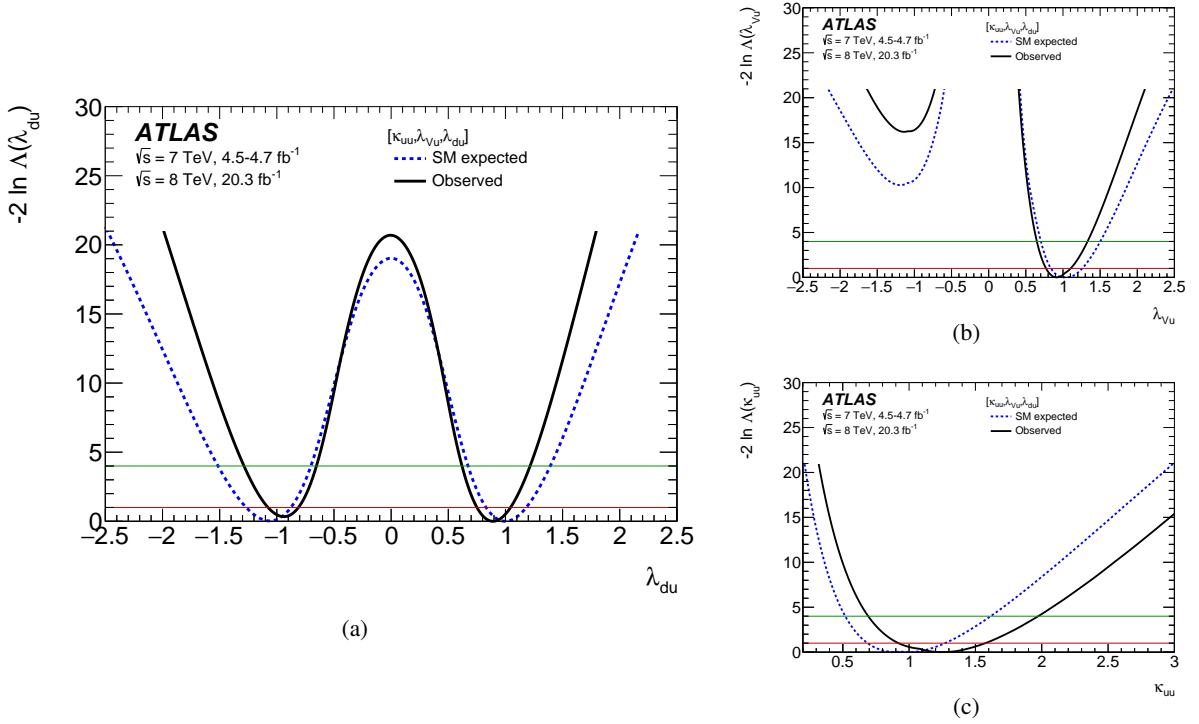 -2 ln Λ(λdu)
30
25
20
15
10
5
0
ATLAS
√s = 7 TeV, 4.5-4.7 fb-1
√s = 8 TeV, 20.3 fb-1
[κuu,λVu,λdu]
SM expected
Observed
−2.5 −2 −1.5 −1 −0.5 0 0.5 1 1.5 2 2.5
λdu
(a)
-2 ln Λ(λVu)
30
25
20
15
10
5
0
ATLAS
√s = 7 TeV, 4.5-4.7 fb-1
√s = 8 TeV, 20.3 fb-1
[κuu,λVu,λdu]
SM expected
Observed
−2.5 −2 −1.5 −1 −0.5 0 0.5 1 1.5 2 2.5
λVu
(b)
-2 ln Λ(κuu)
30
25
20
15
10
5
0
ATLAS
√s = 7 TeV, 4.5-4.7 fb-1
√s = 8 TeV, 20.3 fb-1
[κuu,λVu,λdu]
SM expected
Observed
0.5 1 1.5 2 2.5 3
κuu
(c)